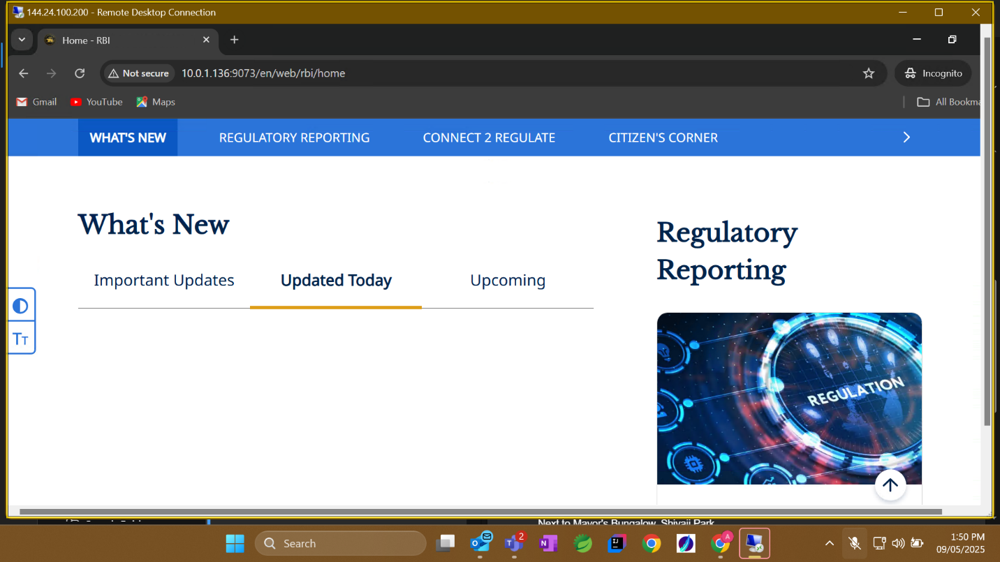 144.24.100.200 - Remote Desktop Connection
Home - RBI
Not secure
10.0.1.136:9073/en/web/rbi/home
Incognito
Gmail
YouTube
Maps
All Bookma
WHAT'S NEW
REGULATORY REPORTING
CONNECT 2 REGULATE
CITIZEN'S CORNER
What's New
Important Updates
Updated Today
Upcoming
Regulatory
Reporting
TT
REGULATION
Next to Mayor's Bungalow, Shivaji Park
Search
2
A
1:50 PM
09/05/2025